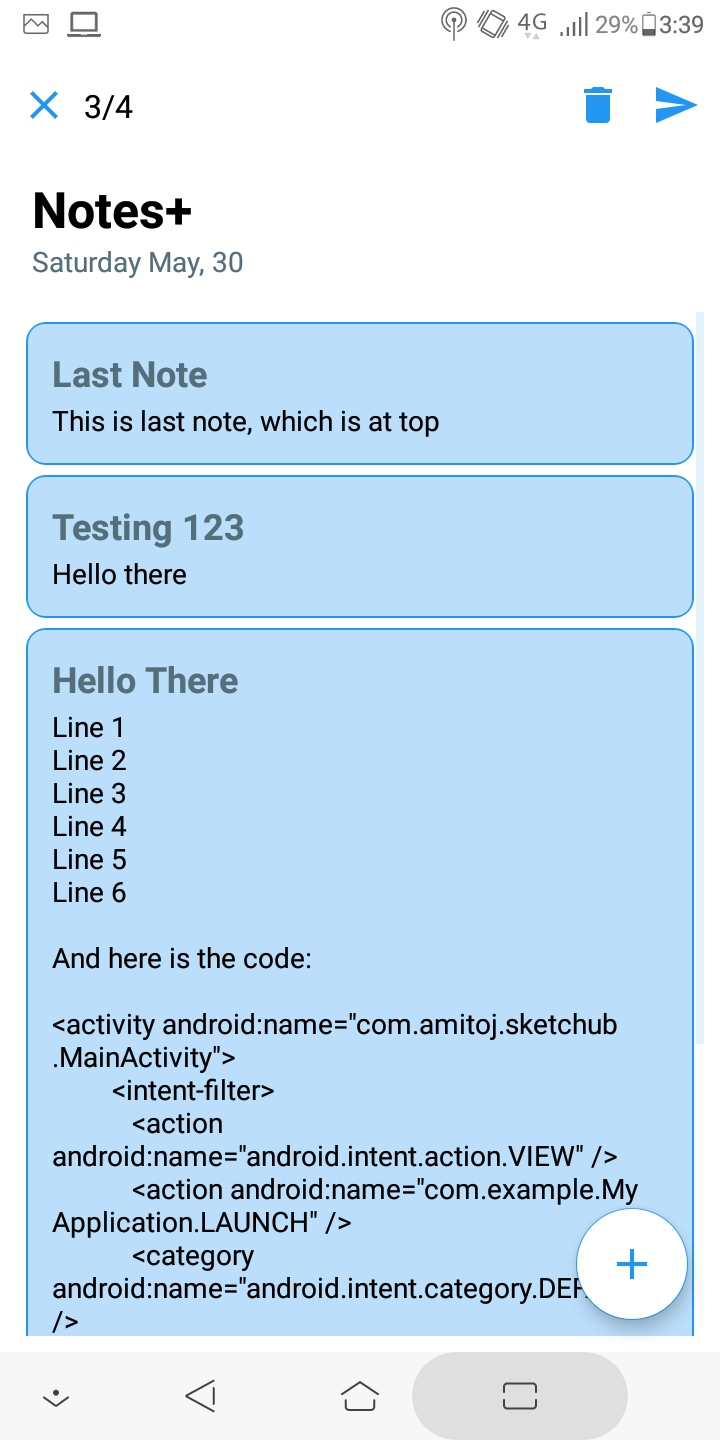 4G 29% 3:39
3/4
Notes+
Saturday May, 30
Last Note
This is last note, which is at top
Testing 123
Hello there
Hello There
Line 1
Line 2
Line 3
Line 4
Line 5
Line 6
And here is the code:
<activity android:name="com.amitoj.sketchub
.MainActivity">
<intent-filter>
<action
android:name="android.intent.action.VIEW" />
<action android:name="com.example.My
Application.LAUNCH" />
<category
android:name="android.intent.category.DEF
/>